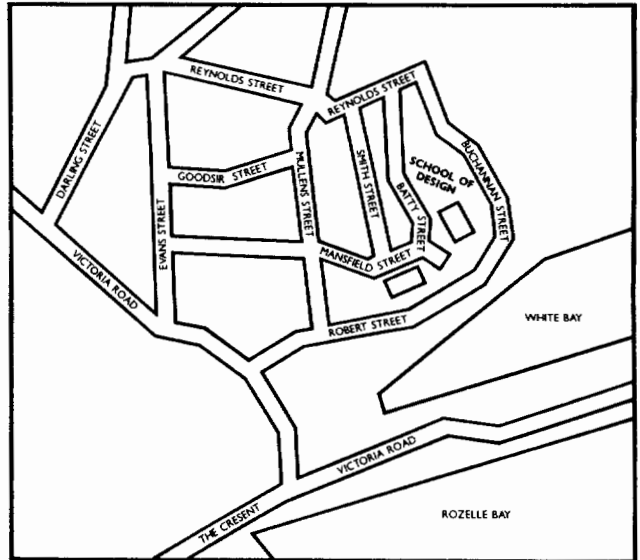 REYNOLDS STREET
REYNOLDS STREET
DARLING STREET
GOODSIR STREET
MULLENS STREET
SMITH STREET
BATTY STREET
SCHOOL OF
DESIGN
BUCHANNAN STREET
EVANS STREET
MANSFIELD STREET
VICTORIA ROAD
ROBERT STREET
WHITE BAY
VICTORIA ROAD
THE CRESENT
ROZELLE BAY